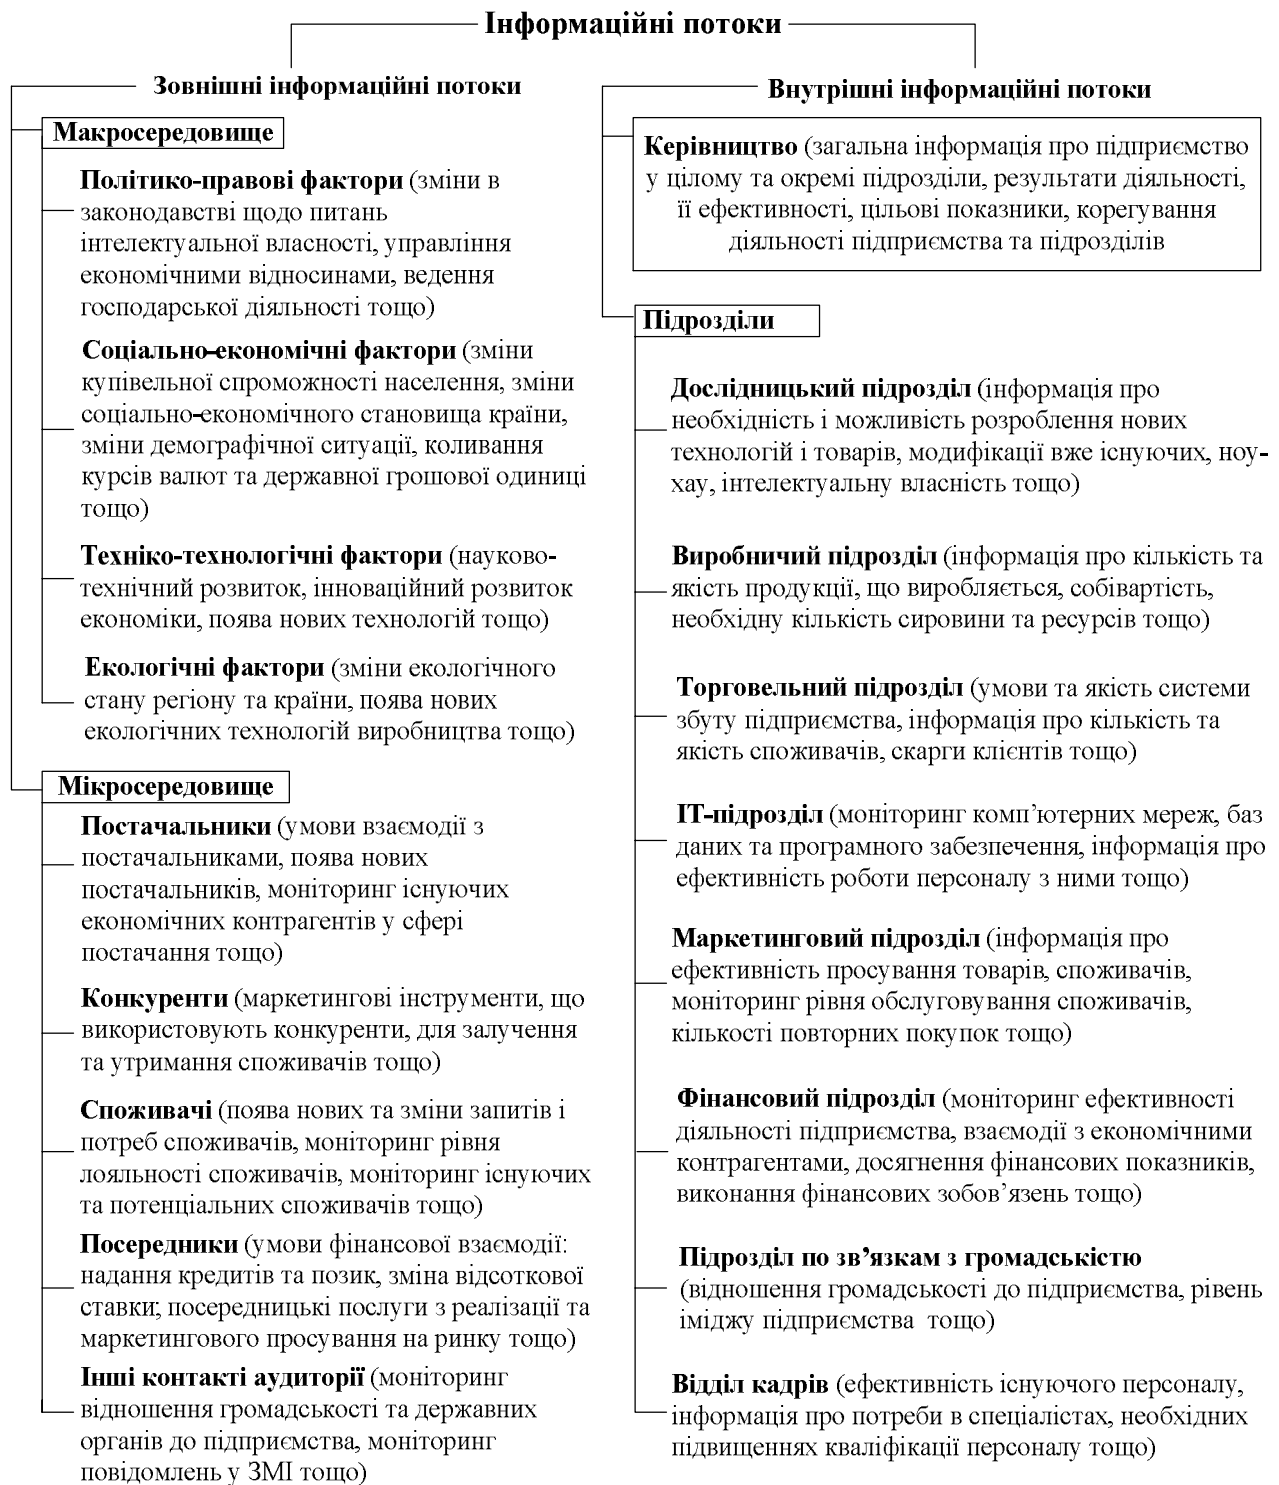 Інформаційні потоки
Зовнішні інформаційні потоки
Макросередовище
Політико-правові фактори (зміни в
законодавстві щодо питань
інтелектуальної власності, управління
економічними відносинами, ведення
господарської діяльності тощо)
Соціально-економічні фактори (зміни
купівельної спроможності населення, зміни
соціально-економічного становища країни,
зміни демографічної ситуації, коливання
курсів валют та державної грошової одиниці
тощо)
Техніко-технологічні фактори (науково-
технічний розвиток, інноваційний розвиток
економіки, поява нових технологій тощо)
Екологічні фактори (зміни екологічного
стану регіону та країни, поява нових
екологічних технологій виробництва тощо)
Мікросередовище
Постачальники (умови взаємодії з
постачальниками, поява нових
постачальників, моніторинг існуючих
економічних контрагентів у сфері
постачання тощо)
Конкуренти (маркетингові інструменти, що
використовують конкуренти, для залучення
та утримання споживачів тощо)
Споживачі (поява нових та зміни запитів і
потреб споживачів, моніторинг рівня
лояльності споживачів, моніторинг існуючих
та потенціальних споживачів тощо)
Посередники (умови фінансової взаємодії:
надання кредитів та позик, зміна відсоткової
ставки; посередницькі послуги з реалізації та
маркетингового просування на ринку тощо)
Інші контакті аудиторії (моніторинг
відношення громадськості та державних
органів до підприємства, моніторинг
повідомлень у ЗМІ тощо)
Внутрішні інформаційні потоки
Керівництво (загальна інформація про підприємство
у цілому та окремі підрозділи, результати діяльності,
її ефективності, цільові показники, корегування
діяльності підприємства та підрозділів
Підрозділи
Дослідницький підрозділ (інформація про
необхідність і можливість розроблення нових
технологій і товарів, модифікації вже існуючих, ноу-
хау, інтелектуальну власність тощо)
Виробничий підрозділ (інформація про кількість та
якість продукції, що виробляється, собівартість,
необхідну кількість сировини та ресурсів тощо)
Торговельний підрозділ (умови та якість системи
збуту підприємства, інформація про кількість та
якість споживачів, скарги клієнтів тощо)
ІТ-підрозділ (моніторинг комп’ютерних мереж, баз
даних та програмного забезпечення, інформація про
ефективність роботи персоналу з ними тощо)
Маркетинговий підрозділ (інформація про
ефективність просування товарів, споживачів,
моніторинг рівня обслуговування споживачів,
кількості повторних покупок тощо)
Фінансовий підрозділ (моніторинг ефективності
діяльності підприємства, взаємодії з економічними
контрагентами, досягнення фінансових показників,
виконання фінансових зобов’язень тощо)
Підрозділ по зв’язкам з громадськістю
(відношення громадськості до підприємства, рівень
іміджу підприємства тощо)
Відділ кадрів (ефективність існуючого персоналу,
інформація про потреби в спеціалістах, необхідних
підвищеннях кваліфікації персоналу тощо)